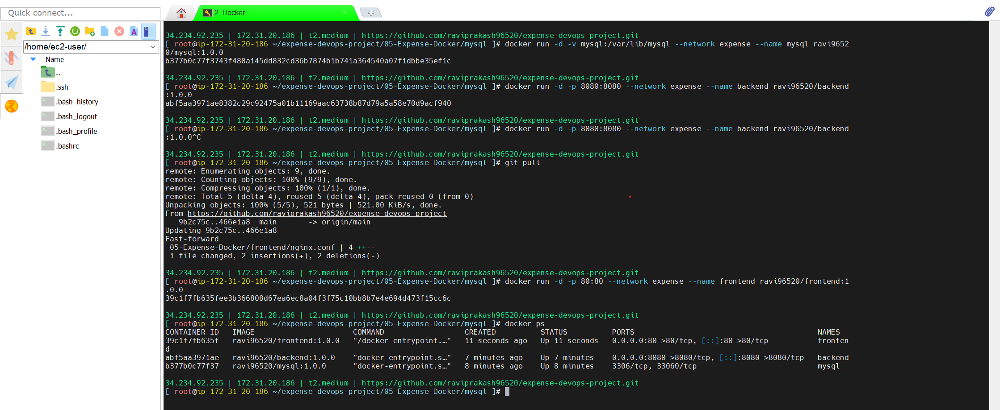 Quick connect...
2. Docker
/home/ec2-user/
Name
..
.ssh
.bash_history
.bash_logout
.bash_profile
.bashrc
34.234.92.235 | 172.31.20.186 | t2.medium | https://github.com/raviprakash96520/expense-devops-project.git
[ root@ip-172-31-20-186 ~/expense-devops-project/05-Expense-Docker/mysql ]# docker run -d -v mysql:/var/lib/mysql --network expense --name mysql ravi9652
0/mysql:1.0.0
b377b0c77f3743f480a145dd832cd36b7874b1b741a364540a07f1dbbe35ef1c
34.234.92.235 | 172.31.20.186 | t2.medium | https://github.com/raviprakash96520/expense-devops-project.git
[ root@ip-172-31-20-186 ~/expense-devops-project/05-Expense-Docker/mysql ]# docker run -d -p 8080:8080 --network expense --name backend ravi96520/backend
:1.0.0
abf5aa3971ae8382c29c92475a01b11169aac63738b87d79a5a58e70d9acf940
34.234.92.235 | 172.31.20.186 | t2.medium | https://github.com/raviprakash96520/expense-devops-project.git
[ root@ip-172-31-20-186 ~/expense-devops-project/05-Expense-Docker/mysql ]# docker run -d -p 8080:8080 --network expense --name backend ravi96520/backend
:1.0.0^C
34.234.92.235 | 172.31.20.186 | t2.medium | https://github.com/raviprakash96520/expense-devops-project.git
[ root@ip-172-31-20-186 ~/expense-devops-project/05-Expense-Docker/mysql ]# git pull
remote: Enumerating objects: 9, done.
remote: Counting objects: 100% (9/9), done.
remote: Compressing objects: 100% (1/1), done.
remote: Total 5 (delta 4), reused 5 (delta 4), pack-reused 0 (from 0)
Unpacking objects: 100% (5/5), 521 bytes | 521.00 KiB/s, done.
From https://github.com/raviprakash96520/expense-devops-project
9b2c75c..466e1a8  main       -> origin/main
Updating 9b2c75c..466e1a8
Fast-forward
05-Expense-Docker/frontend/nginx.conf | 4 ++--
1 file changed, 2 insertions(+), 2 deletions(-)
34.234.92.235 | 172.31.20.186 | t2.medium | https://github.com/raviprakash96520/expense-devops-project.git
[ root@ip-172-31-20-186 ~/expense-devops-project/05-Expense-Docker/mysql ]# docker run -d -p 80:80 --network expense --name frontend ravi96520/frontend:1
.0.0
39c1f7fb635fee3b366808d67ea6ec8a04f3f75c10bb8b7e4e694d473f15cc6c
34.234.92.235 | 172.31.20.186 | t2.medium | https://github.com/raviprakash96520/expense-devops-project.git
[ root@ip-172-31-20-186 ~/expense-devops-project/05-Expense-Docker/mysql ]# docker ps
CONTAINER ID   IMAGE                      COMMAND                  CREATED          STATUS          PORTS                                         NAMES
39c1f7fb635f   ravi96520/frontend:1.0.0   "/docker-entrypoint.…"   11 seconds ago   Up 11 seconds   0.0.0.0:80->80/tcp, [::]:80->80/tcp           fronten
d
abf5aa3971ae   ravi96520/backend:1.0.0    "docker-entrypoint.s…"   7 minutes ago    Up 7 minutes    0.0.0.0:8080->8080/tcp, [::]:8080->8080/tcp   backend
b377b0c77f37   ravi96520/mysql:1.0.0      "docker-entrypoint.s…"   8 minutes ago    Up 8 minutes    3306/tcp, 33060/tcp                           mysql
34.234.92.235 | 172.31.20.186 | t2.medium | https://github.com/raviprakash96520/expense-devops-project.git
[ root@ip-172-31-20-186 ~/expense-devops-project/05-Expense-Docker/mysql ]#